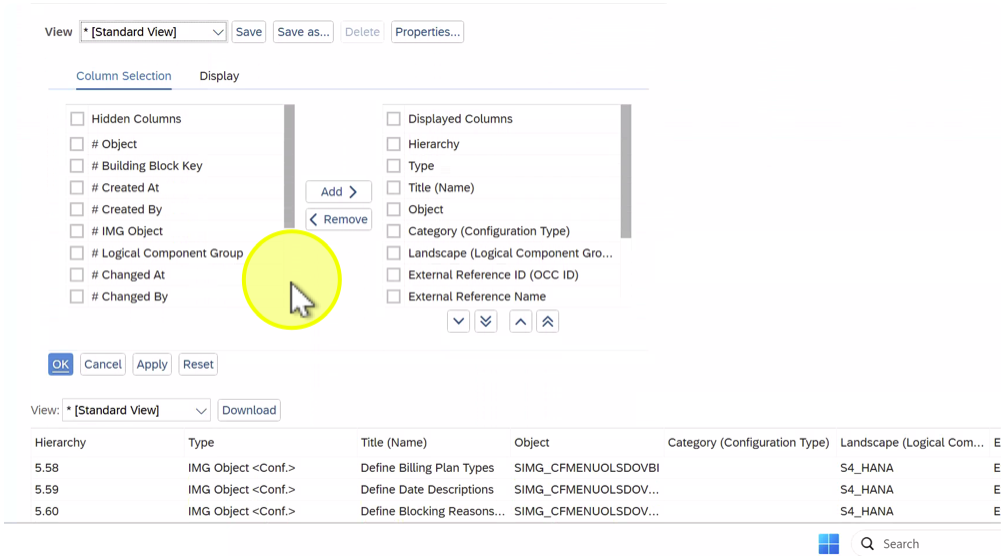 View * [Standard View] Save Save as... Delete Properties...
Column Selection Display
Hidden Columns
# Object
# Building Block Key
# Created At
# Created By
# IMG Object
# Logical Component Group
# Changed At
# Changed By
Add
Remove
Displayed Columns
Hierarchy
Type
Title (Name)
Object
Category (Configuration Type)
Landscape (Logical Component Gro...
External Reference ID (OCC ID)
External Reference Name
OK Cancel Apply Reset
View: * [Standard View] Download
Hierarchy Type Title (Name) Object Category (Configuration Type) Landscape (Logical Com... E
5.58 IMG Object <Conf.> Define Billing Plan Types SIMG_CFMENUOLSDOVBI S4_HANA E
5.59 IMG Object <Conf.> Define Date Descriptions SIMG_CFMENUOLSDOV... S4_HANA E
5.60 IMG Object <Conf.> Define Blocking Reasons... SIMG_CFMENUOLSDOV... S4_HANA E
Search